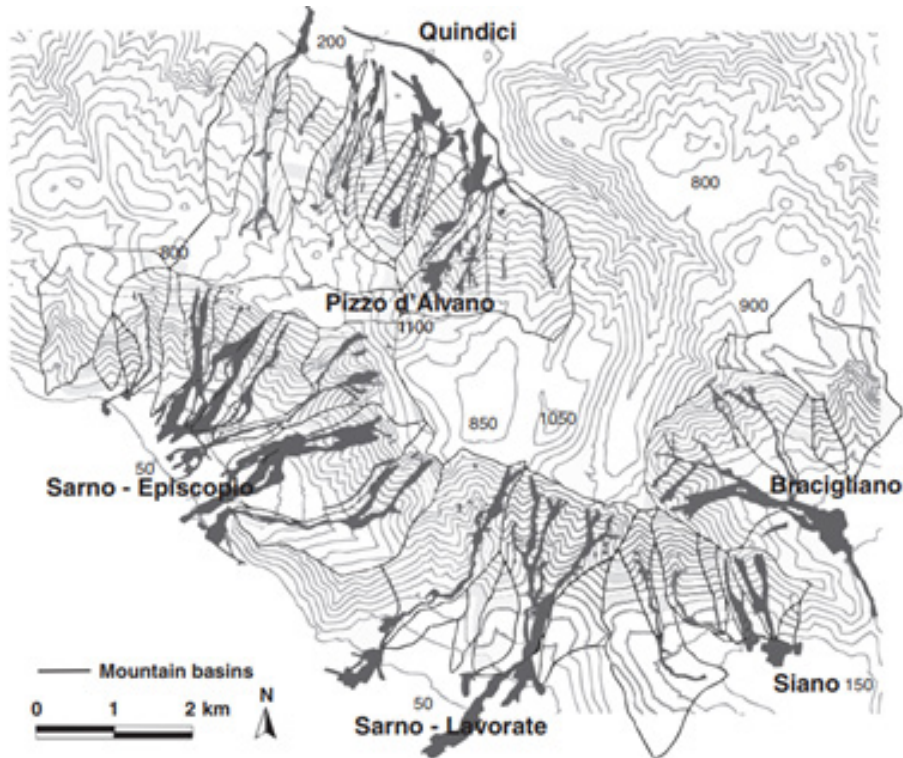 Quindici
200
800
800
Pizzo d'Alvano
1100
900
850
1050
50
Sarno - Episcopio
Bracigliano
Mountain basins
0 1 2 km
N
50
Sarno - Lavorate
Siano
150